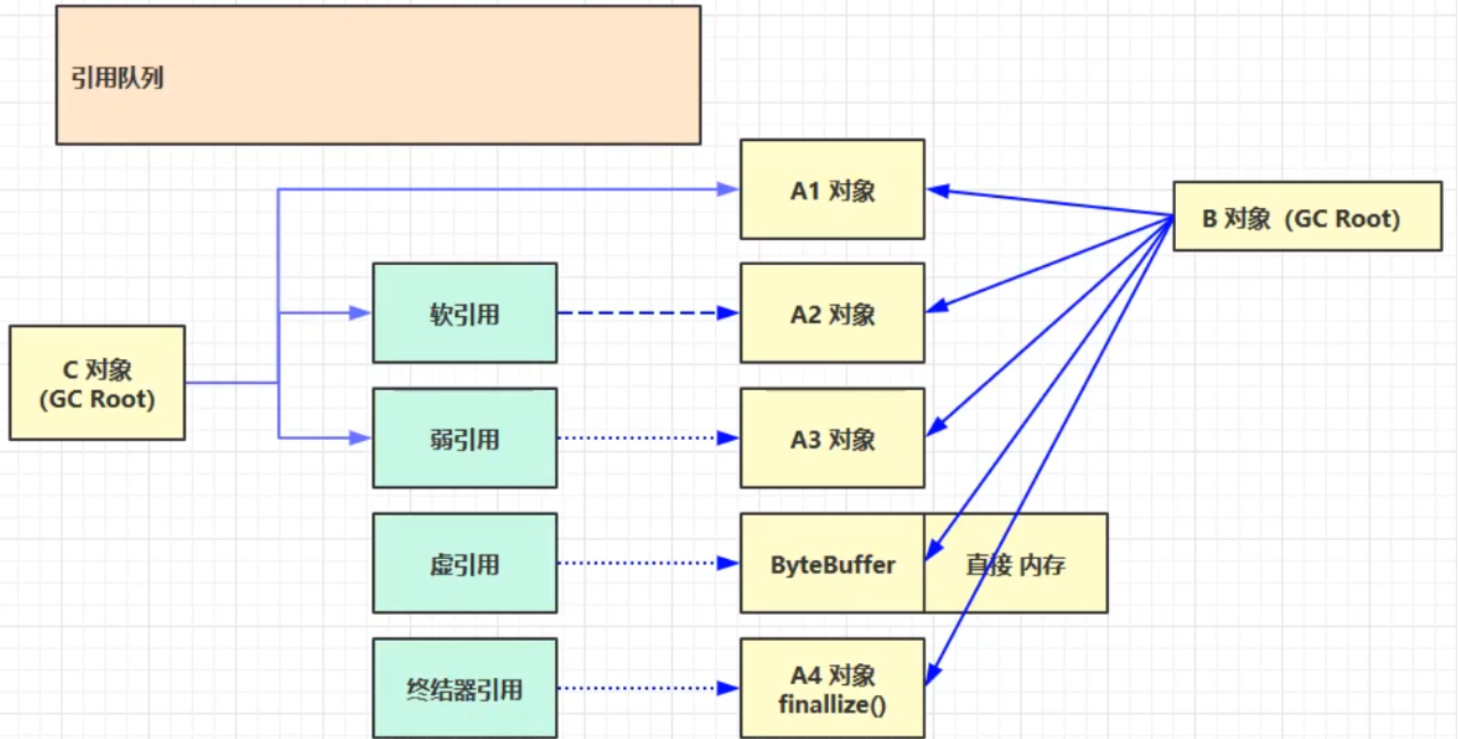 引用队列
A1 对象
B 对象（GC Root）
软引用
A2 对象
C 对象
(GC Root)
弱引用
A3 对象
虚引用
ByteBuffer
直接 内存
终结器引用
A4 对象
finallize()